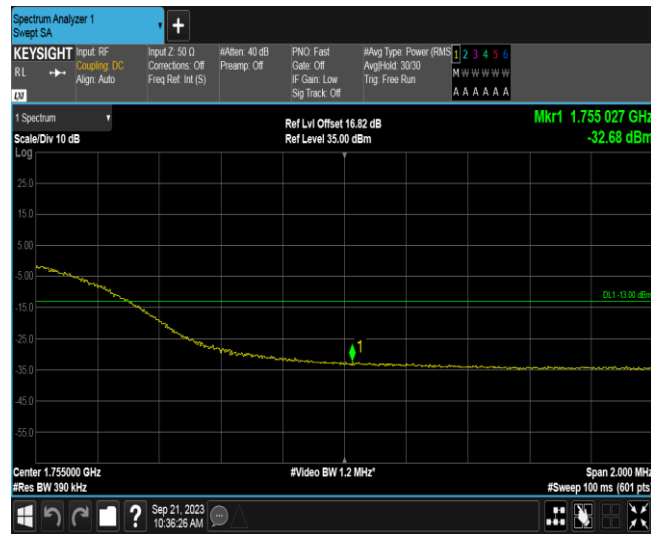 Spectrum Analyzer 1
Swept SA
+
KEYSIGHT
RL
LXI
Input: RF
Coupling: DC
Align: Auto
Input Z: 50 Ω
Corrections: Off
Freq Ref: Int (S)
#Atten: 40 dB
Preamp: Off
PNO: Fast
Gate: Off
IF Gain: Low
Sig Track: Off
#Avg Type: Power (RMS
Avg|Hold: 30/30
Trig: Free Run
1 2 3 4 5 6
M W W W W W
A A A A A A
1 Spectrum
Scale/Div 10 dB
Log
Ref Lvl Offset 16.82 dB
Ref Level 35.00 dBm
Mkr1 1.755 027 GHz
-32.68 dBm
25.0
15.0
5.00
-5.00
DL1 -13.00 dBm
-15.0
-25.0
1
-35.0
-45.0
-55.0
Center 1.755000 GHz
#Res BW 390 kHz
#Video BW 1.2 MHz*
Span 2.000 MHz
#Sweep 100 ms (601 pts
?
Sep 21, 2023
10:36:26 AM